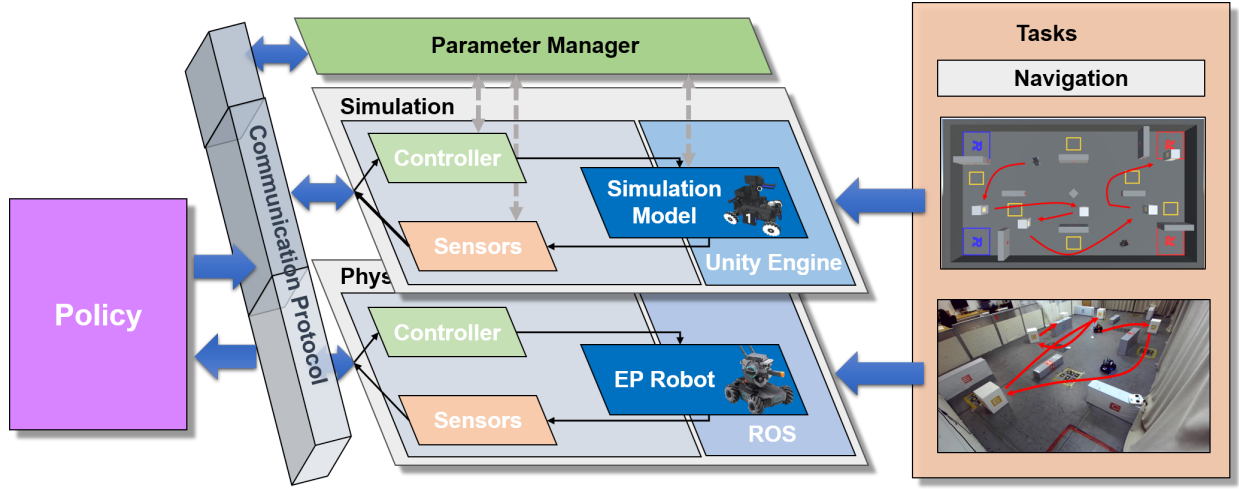 Parameter Manager
Tasks
Navigation
Simulation
Communication Protocol
Controller
Simulation
Model
1
Sensors
Unity Engine
Policy
Phys
Controller
EP Robot
Sensors
ROS